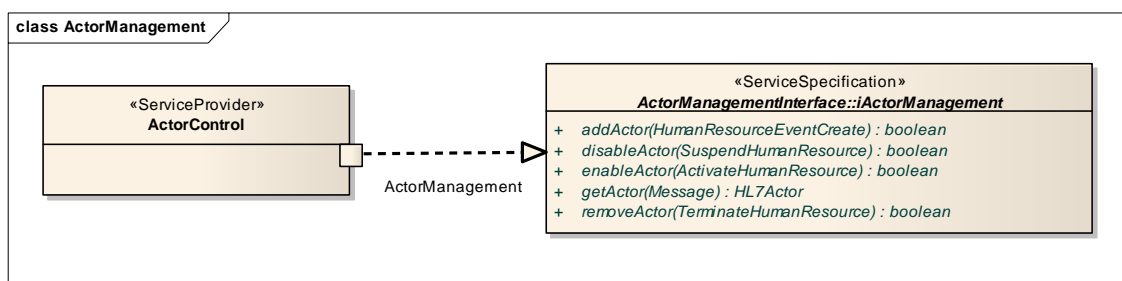 class ActorManagement
«ServiceProvider»
ActorControl
ActorManagement
«ServiceSpecification»
ActorManagementInterface::iActorManagement
+ addActor(HumanResourceEventCreate) : boolean
+ disableActor(SuspendHumanResource) : boolean
+ enableActor(ActivateHumanResource) : boolean
+ getActor(Message) : HL7Actor
+ removeActor(TerminateHumanResource) : boolean